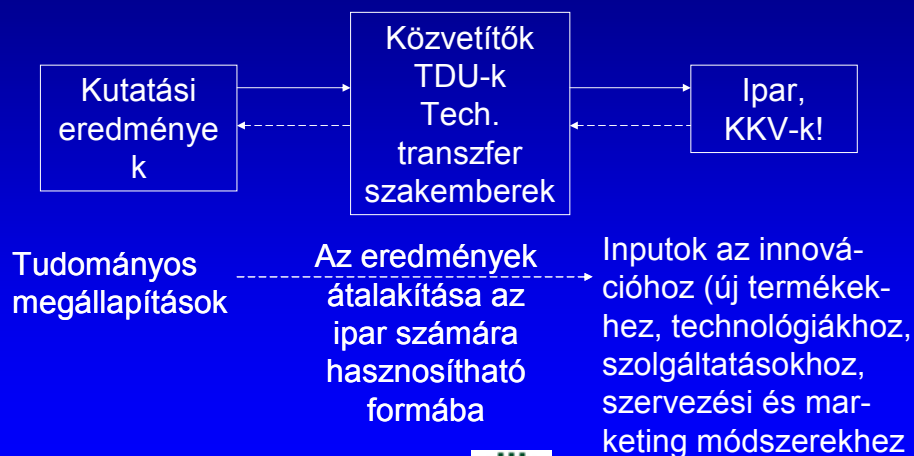 Kutatási
eredménye
k
Közvetítők
TDU-k
Tech.
transzfer
szakemberek
Ipar,
KKV-k!
Tudományos
megállapítások
Az eredmények
átalakítása az
ipar számára
hasznosítható
formába
Inputok az innová-
cióhoz (új termékek-
hez, technológiákhoz,
szolgáltatásokhoz,
szervezési és mar-
keting módszerekhez